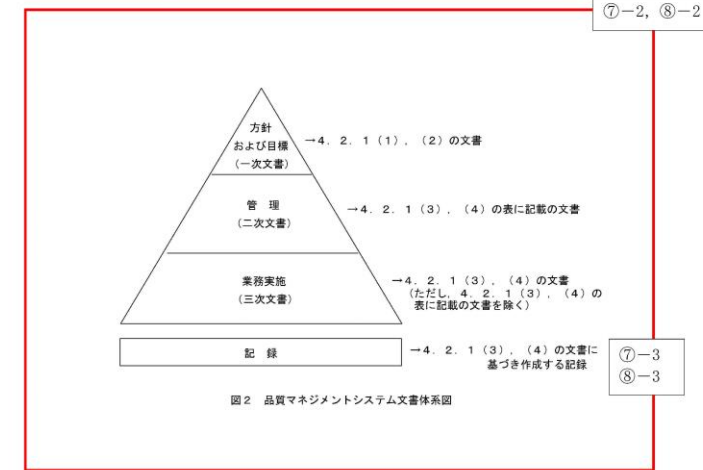 ⑦－2，⑧－2
方針
および目標
（一次文書）
→４．２．１（１），（２）の文書
管　理
（二次文書）
→４．２．１（３），（４）の表に記載の文書
業務実施
（三次文書）
→４．２．１（３），（４）の文書
（ただし，４．２．１（３），（４）の
表に記載の文書を除く）
記　録
→４．２．１（３），（４）の文書に
基づき作成する記録
⑦－3
⑧－3
図２　品質マネジメントシステム文書体系図